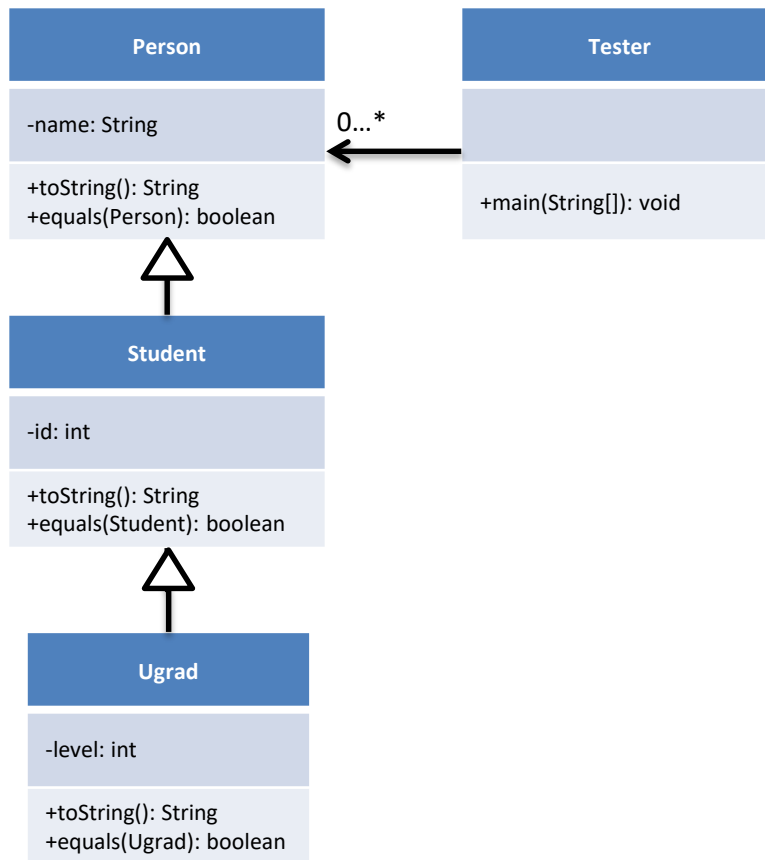 Person
-name: String
+toString(): String
+equals(Person): boolean
0...*
Tester
+main(String[]): void
Student
-id: int
+toString(): String
+equals(Student): boolean
Ugrad
-level: int
+toString(): String
+equals(Ugrad): boolean